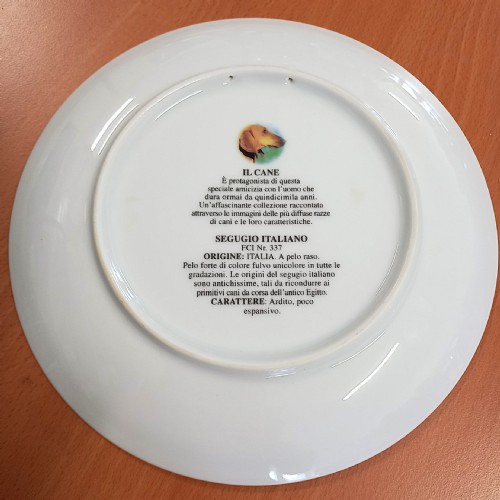 IL CANE
È protagonista di questa
speciale amicizia con l'uomo che
dura ormai da quindicimila anni.
Un'affascinante collezione raccontata
attraverso le immagini delle più diffuse razze
di cani e le loro caratteristiche.
SEGUGIO ITALIANO
FCI Nr. 337
ORIGINE: ITALIA. A pelo raso.
Pelo forte di colore fulvo unicolore in tutte le
gradazioni. Le origini del segugio italiano
sono antichissime, tali da ricondurre ai
primitivi cani da corsa dell'antico Egitto.
CARATTERE: Ardito, poco
espansivo.